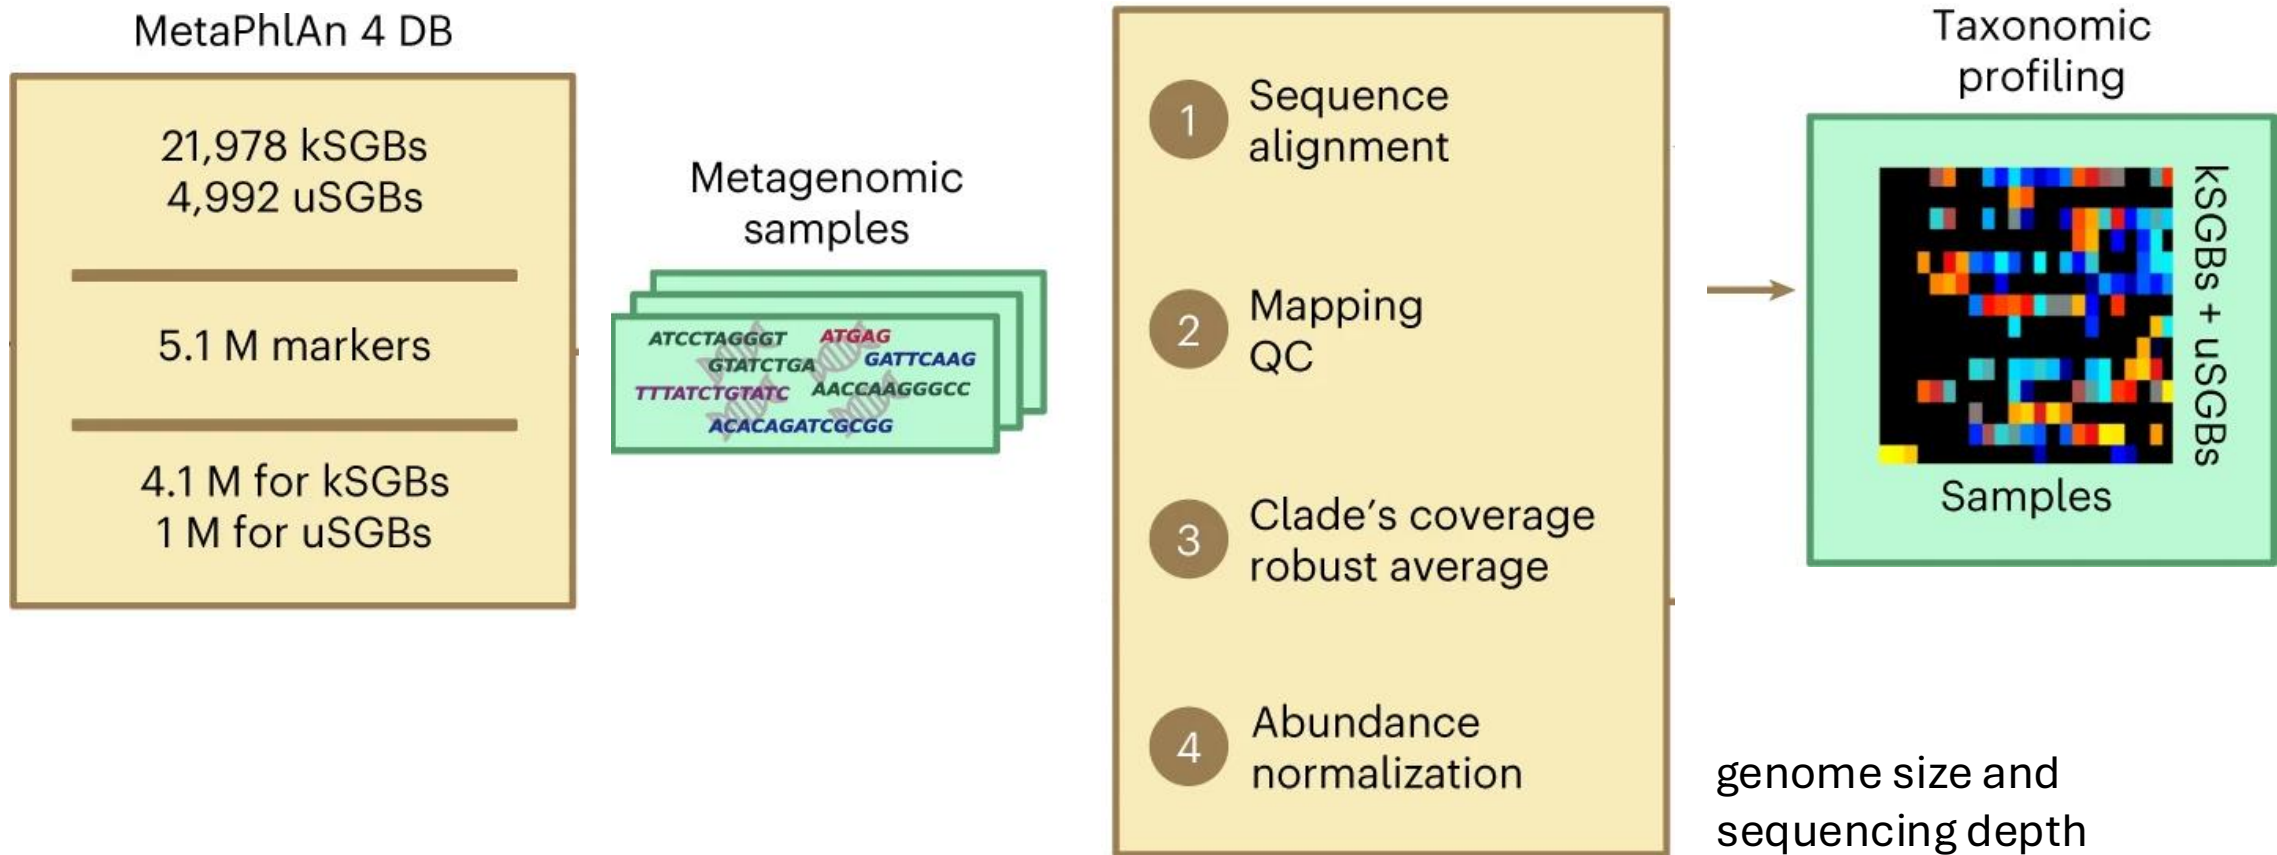 MetaPhlAn 4 DB
21,978 kSGBs
4,992 uSGBs
5.1 M markers
4.1 M for kSGBs
1 M for uSGBs
Metagenomic
samples
ATCCTAGGGT
ATGAG
GTATCTGA
GATTCAAG
TTTATCTGTATC
AACCAAGGGCC
ACACAGATCGCGG
1
Sequence
alignment
2
Mapping
QC
3
Clade’s coverage
robust average
4
Abundance
normalization
Taxonomic
profiling
kSGBs + uSGBs
Samples
genome size and
sequencing depth